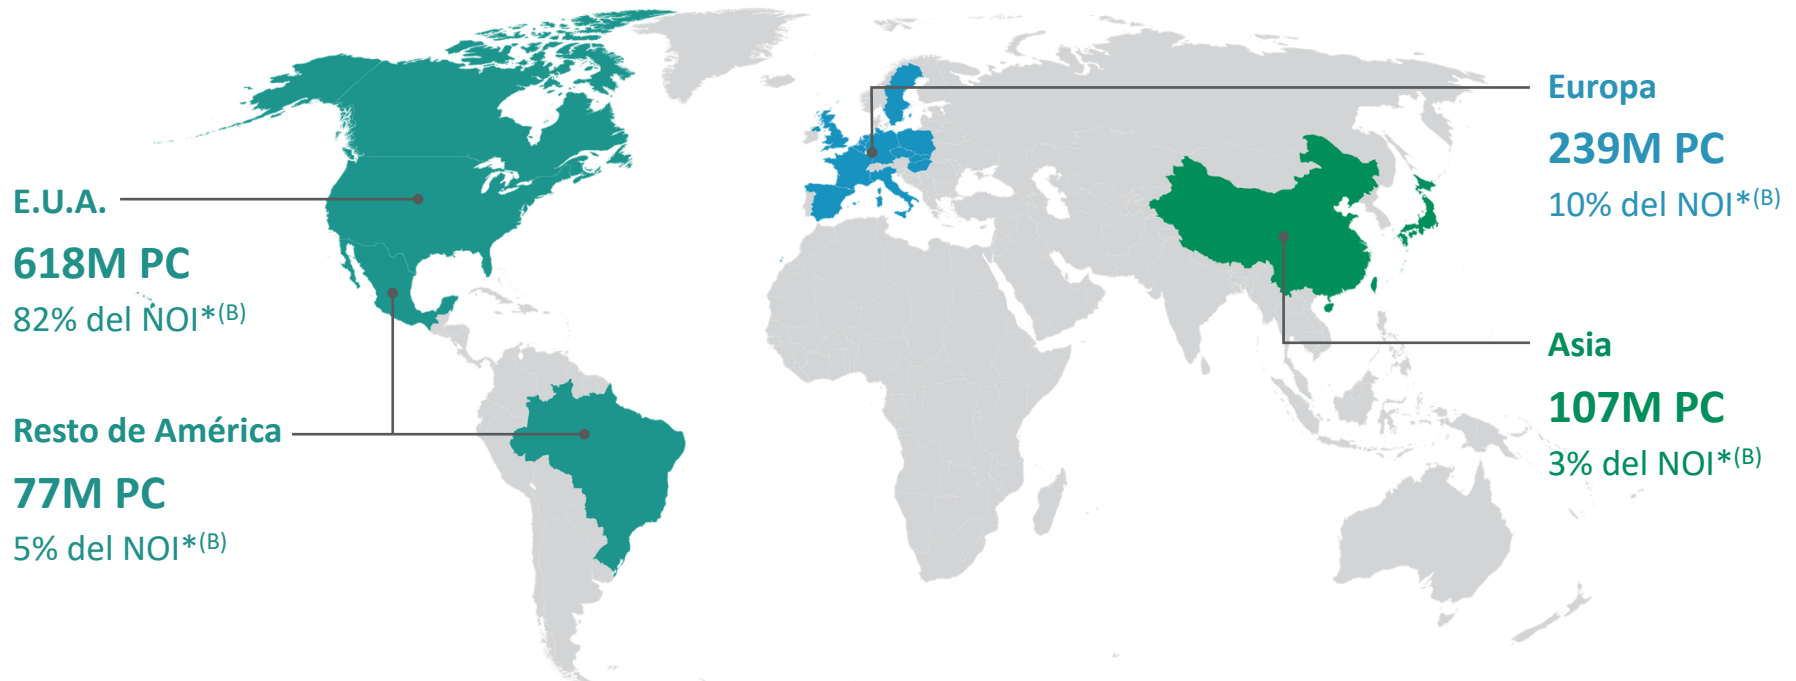 E.U.A.
618M PC
82% del NOI*(B)
Resto de América
77M PC
5% del NOI*(B)
Europa
239M PC
10% del NOI*(B)
Asia
107M PC
3% del NOI*(B)